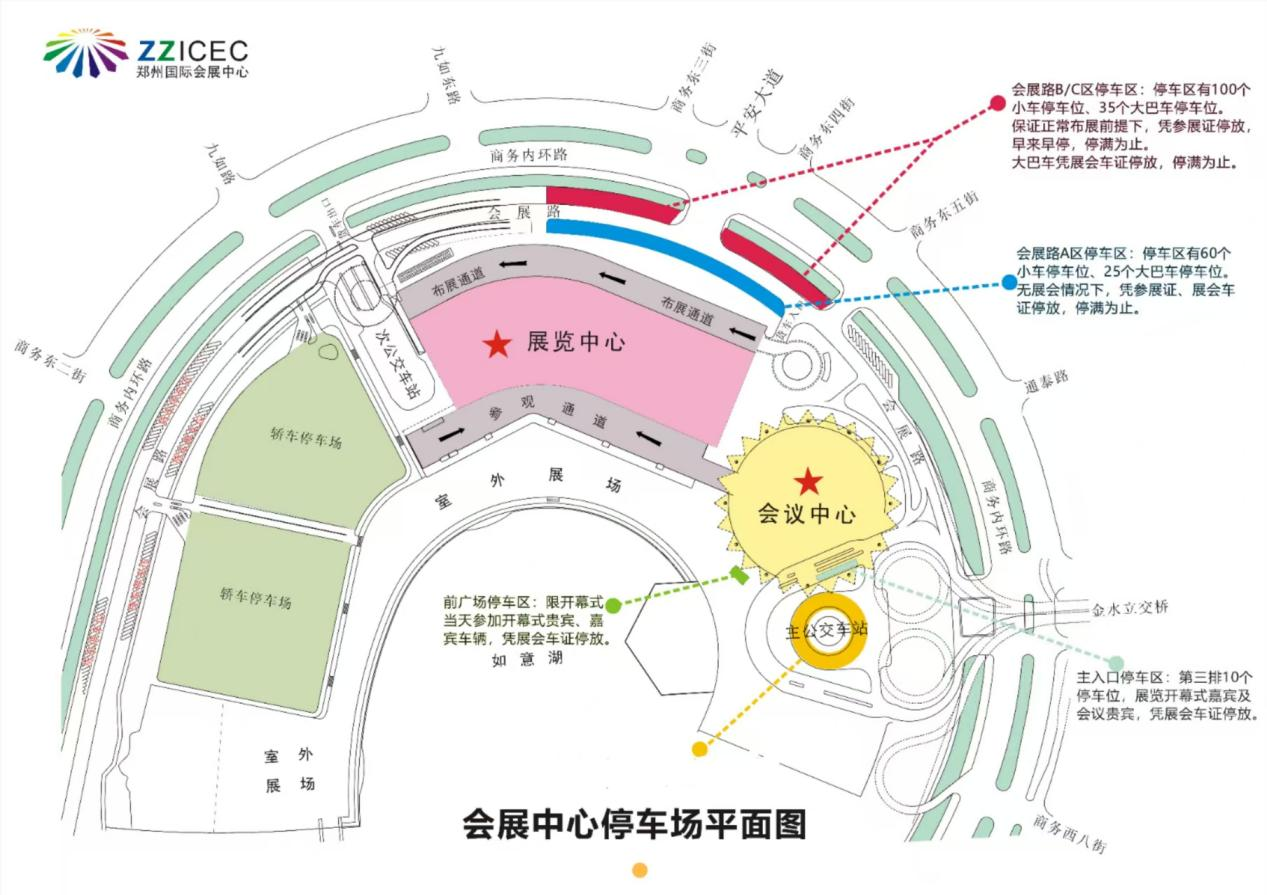 ZZICEC
郑州国际会展中心
九如东路
商务东三街
平安大道
商务东四街
九如路
商务内环路
商务东五街
会展路B/C区停车区：停车区有100个
小车停车位、35个大巴车停车位。
保证正常布展前提下，凭参展证停放，
早来早停，停满为止。
大巴车凭展会车证停放，停满为止。
会展路
会展路A区停车区：停车区有60个
小车停车位、25个大巴车停车位。
无展会情况下，凭参展证、展会车
证停放，停满为止。
布展通道
布展通道
展览中心
次公交车站
商务东二街
商务内环路
通泰路
参观通道
轿车停车场
会展路
会展路
室外展场
会议中心
商务内环路
轿车停车场
前广场停车区：限开幕式
当天参加开幕式贵宾、嘉
宾车辆，凭展会车证停放。
如意湖
主公交车站
金水立交桥
主入口停车区：第三排10个
停车位，展览开幕式嘉宾及
会议贵宾，凭展会车证停放。
室外
展场
会展中心停车场平面图
商务西八街